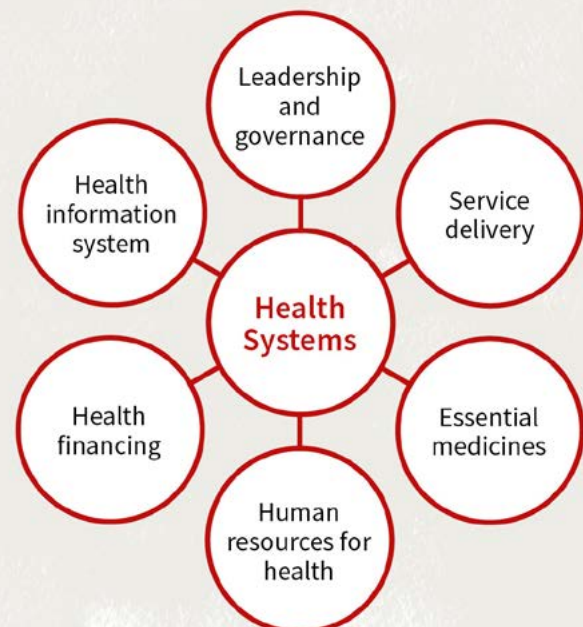 Leadership
and
governance
Health
information
system
Service
delivery
Health
Systems
Health
financing
Essential
medicines
Human
resources for
health